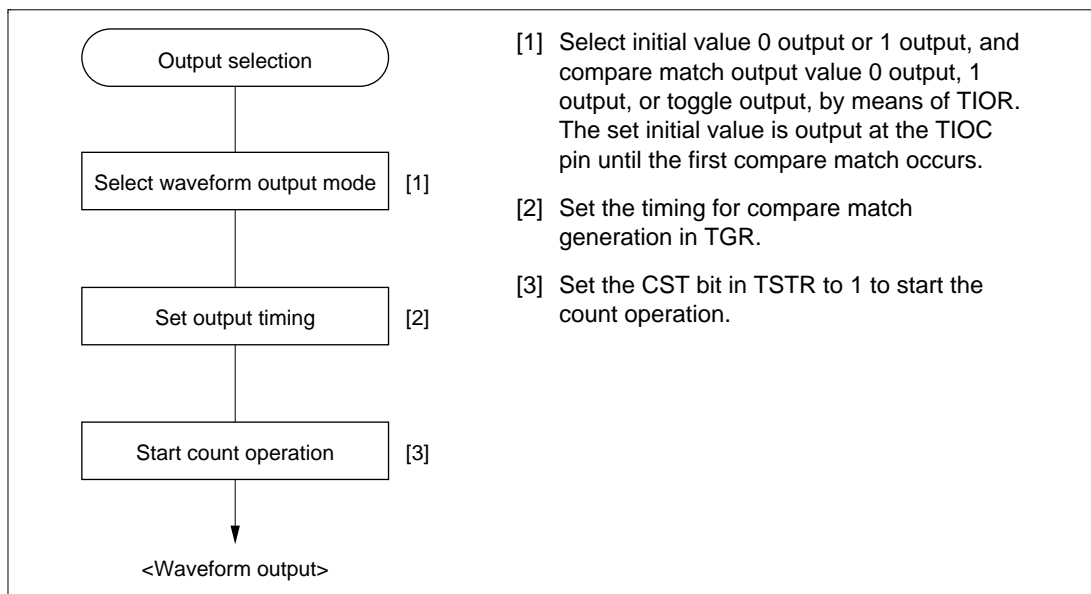 Output selection
Select waveform output mode [1]
Set output timing [2]
Start count operation [3]
<Waveform output>
[1] Select initial value 0 output or 1 output, and
compare match output value 0 output, 1
output, or toggle output, by means of TIOR.
The set initial value is output at the TIOC
pin until the first compare match occurs.
[2] Set the timing for compare match
generation in TGR.
[3] Set the CST bit in TSTR to 1 to start the
count operation.